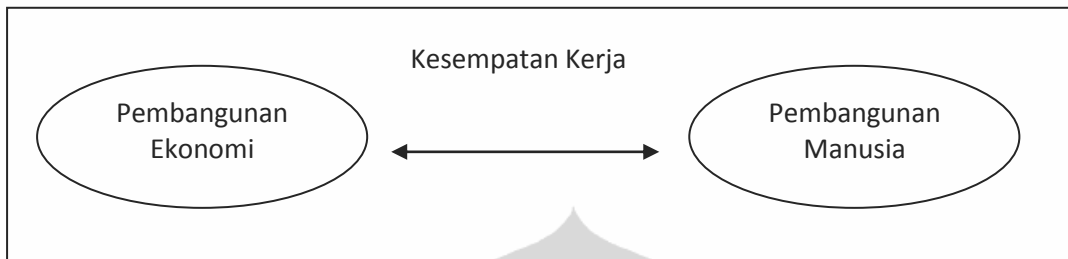 Kesempatan Kerja
Pembangunan
Ekonomi
Pembangunan
Manusia